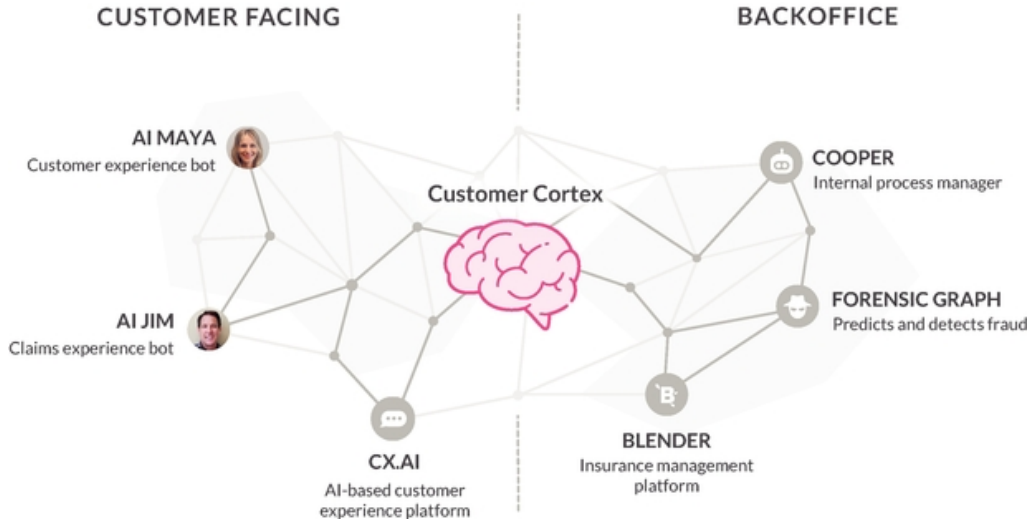 CUSTOMER FACING
BACKOFFICE
AI MAYA
Customer experience bot
Customer Cortex
COOPER
Internal process manager
AI JIM
Claims experience bot
FORENSIC GRAPH
Predicts and detects fraud
CX.AI
AI-based customer
experience platform
B
BLENDER
Insurance management
platform